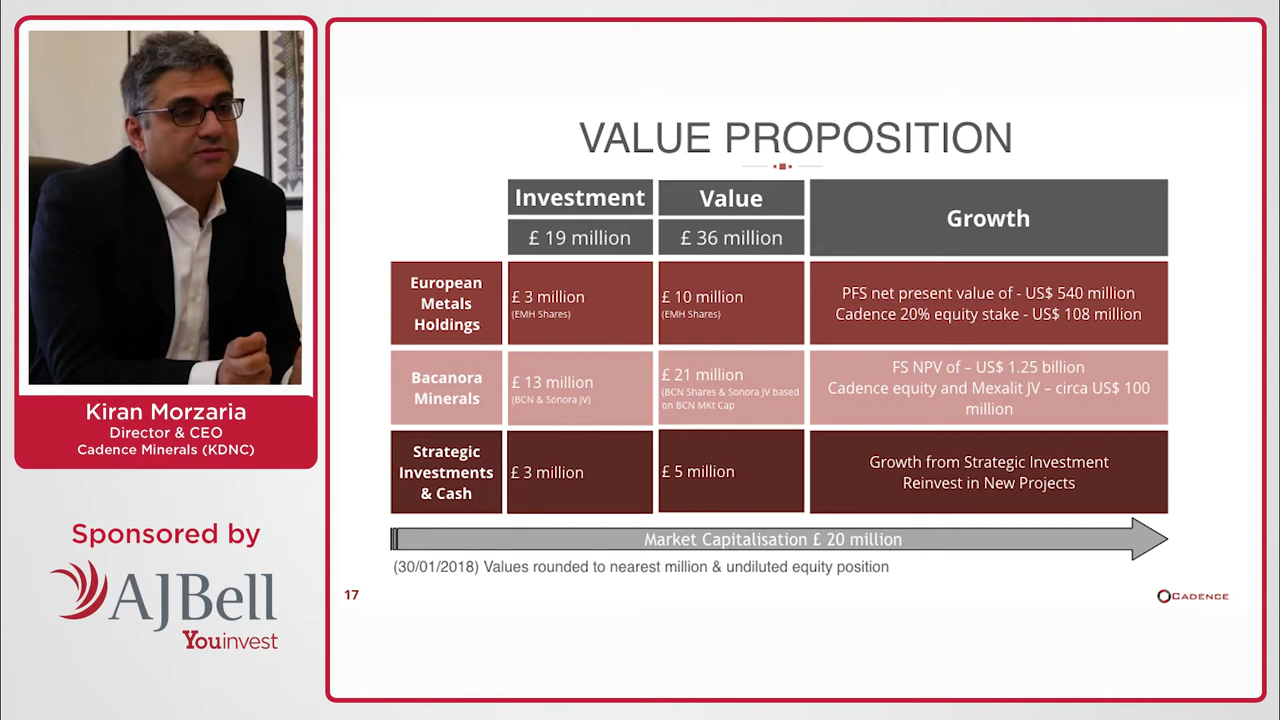 Kiran Morzaria
Director & CEO
Cadence Minerals (KDNC)
Sponsored by
AJBell
Youinvest
VALUE PROPOSITION
Investment
Value
Growth
£ 19 million
£ 36 million
European
Metals
Holdings
£ 3 million
(EMH Shares)
£ 10 million
(EMH Shares)
PFS net present value of - US$ 540 million
Cadence 20% equity stake - US$ 108 million
Bacanora
Minerals
£ 13 million
(BCN & Sonora JV)
£ 21 million
(BCN Shares & Sonora JV based
on BCN MKt Cap
FS NPV of – US$ 1.25 billion
Cadence equity and Mexalit JV – circa US$ 100
million
Strategic
Investments
& Cash
£ 3 million
£ 5 million
Growth from Strategic Investment
Reinvest in New Projects
Market Capitalisation £ 20 million
(30/01/2018) Values rounded to nearest million & undiluted equity position
17
CADENCE